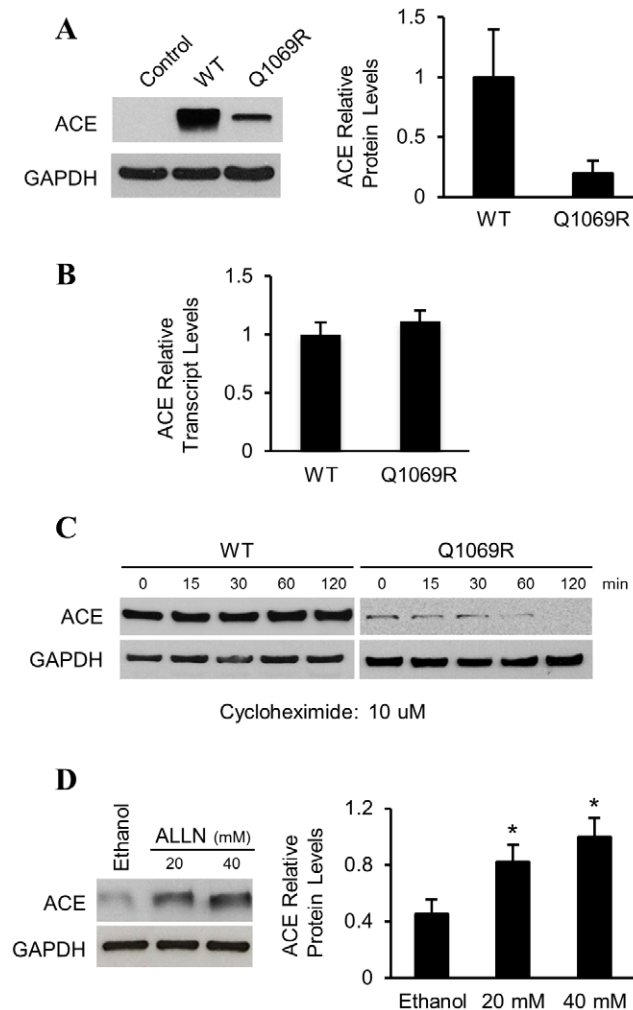 A
Control
WT
Q1069R
ACE
GAPDH
ACE Relative
Protein Levels
1.5
1
0.5
0
WT
Q1069R
B
ACE Relative
Transcript Levels
1.5
1
0.5
0
WT
Q1069R
C
WT
Q1069R
0 15 30 60 120 0 15 30 60 120 min
ACE
GAPDH
Cycloheximide: 10 uM
D
Ethanol
ALLN (mM)
20 40
ACE
GAPDH
ACE Relative
Protein Levels
1.2
0.8
0.4
0
*
*
Ethanol 20 mM 40 mM